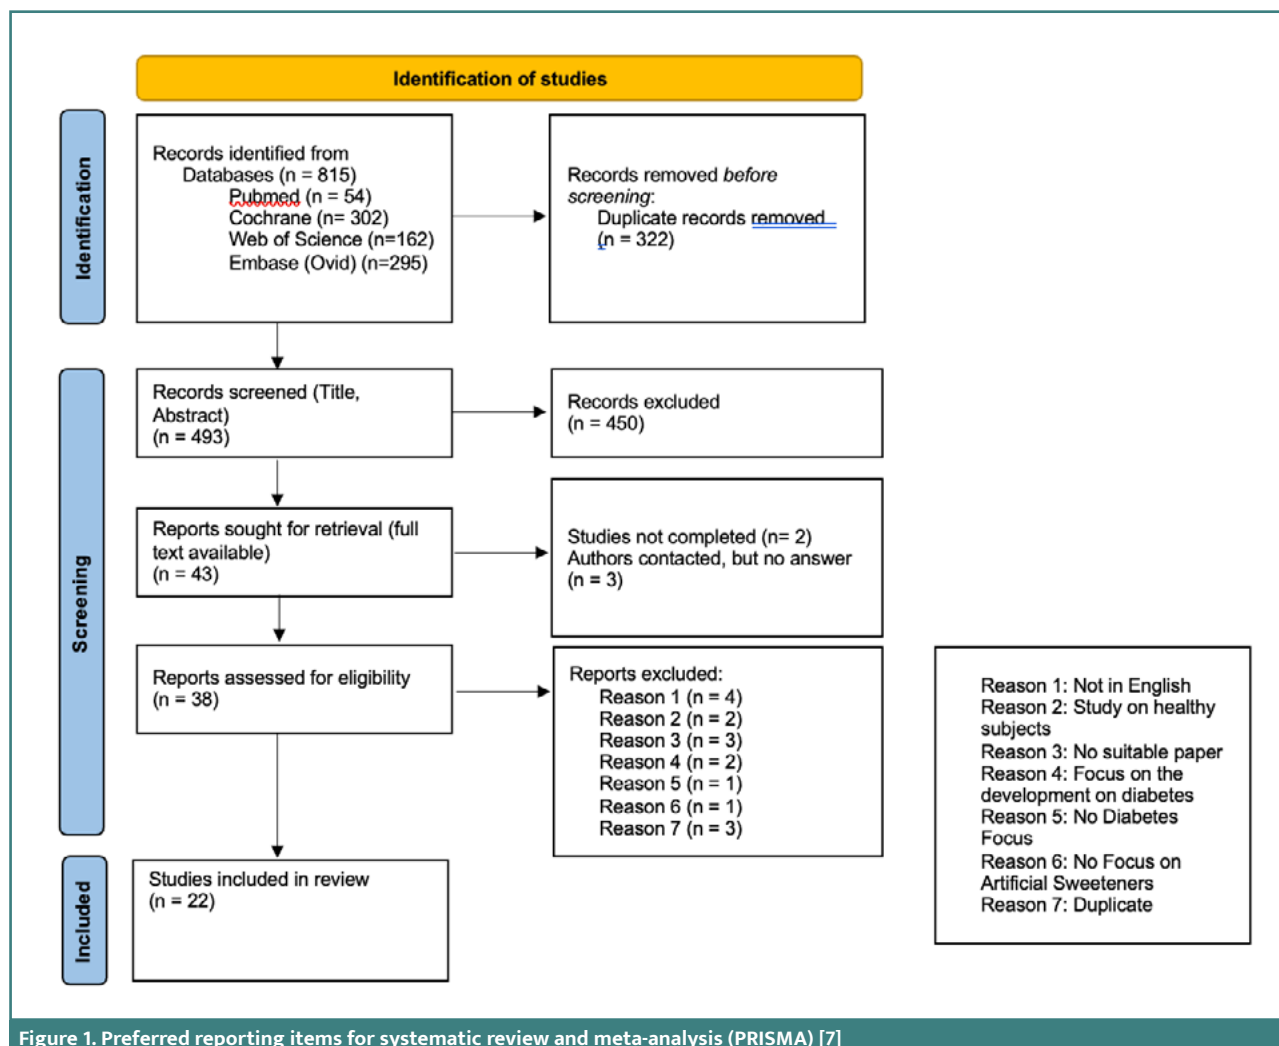 Identification of studies
Identification
Records identified from
Databases (n = 815)
Pubmed (n = 54)
Cochrane (n= 302)
Web of Science (n=162)
Embase (Ovid) (n=295)
Records removed before
screening:
Duplicate records removed
(n = 322)
Screening
Records screened (Title,
Abstract)
(n = 493)
Records excluded
(n = 450)
Reports sought for retrieval (full
text available)
(n = 43)
Studies not completed (n= 2)
Authors contacted, but no answer
(n = 3)
Reports assessed for eligibility
(n = 38)
Reports excluded:
Reason 1 (n = 4)
Reason 2 (n = 2)
Reason 3 (n = 3)
Reason 4 (n = 2)
Reason 5 (n = 1)
Reason 6 (n = 1)
Reason 7 (n = 3)
Reason 1: Not in English
Reason 2: Study on healthy
subjects
Reason 3: No suitable paper
Reason 4: Focus on the
development on diabetes
Reason 5: No Diabetes
Focus
Reason 6: No Focus on
Artificial Sweeteners
Reason 7: Duplicate
Included
Studies included in review
(n = 22)
Figure 1. Preferred reporting items for systematic review and meta-analysis (PRISMA) [7]